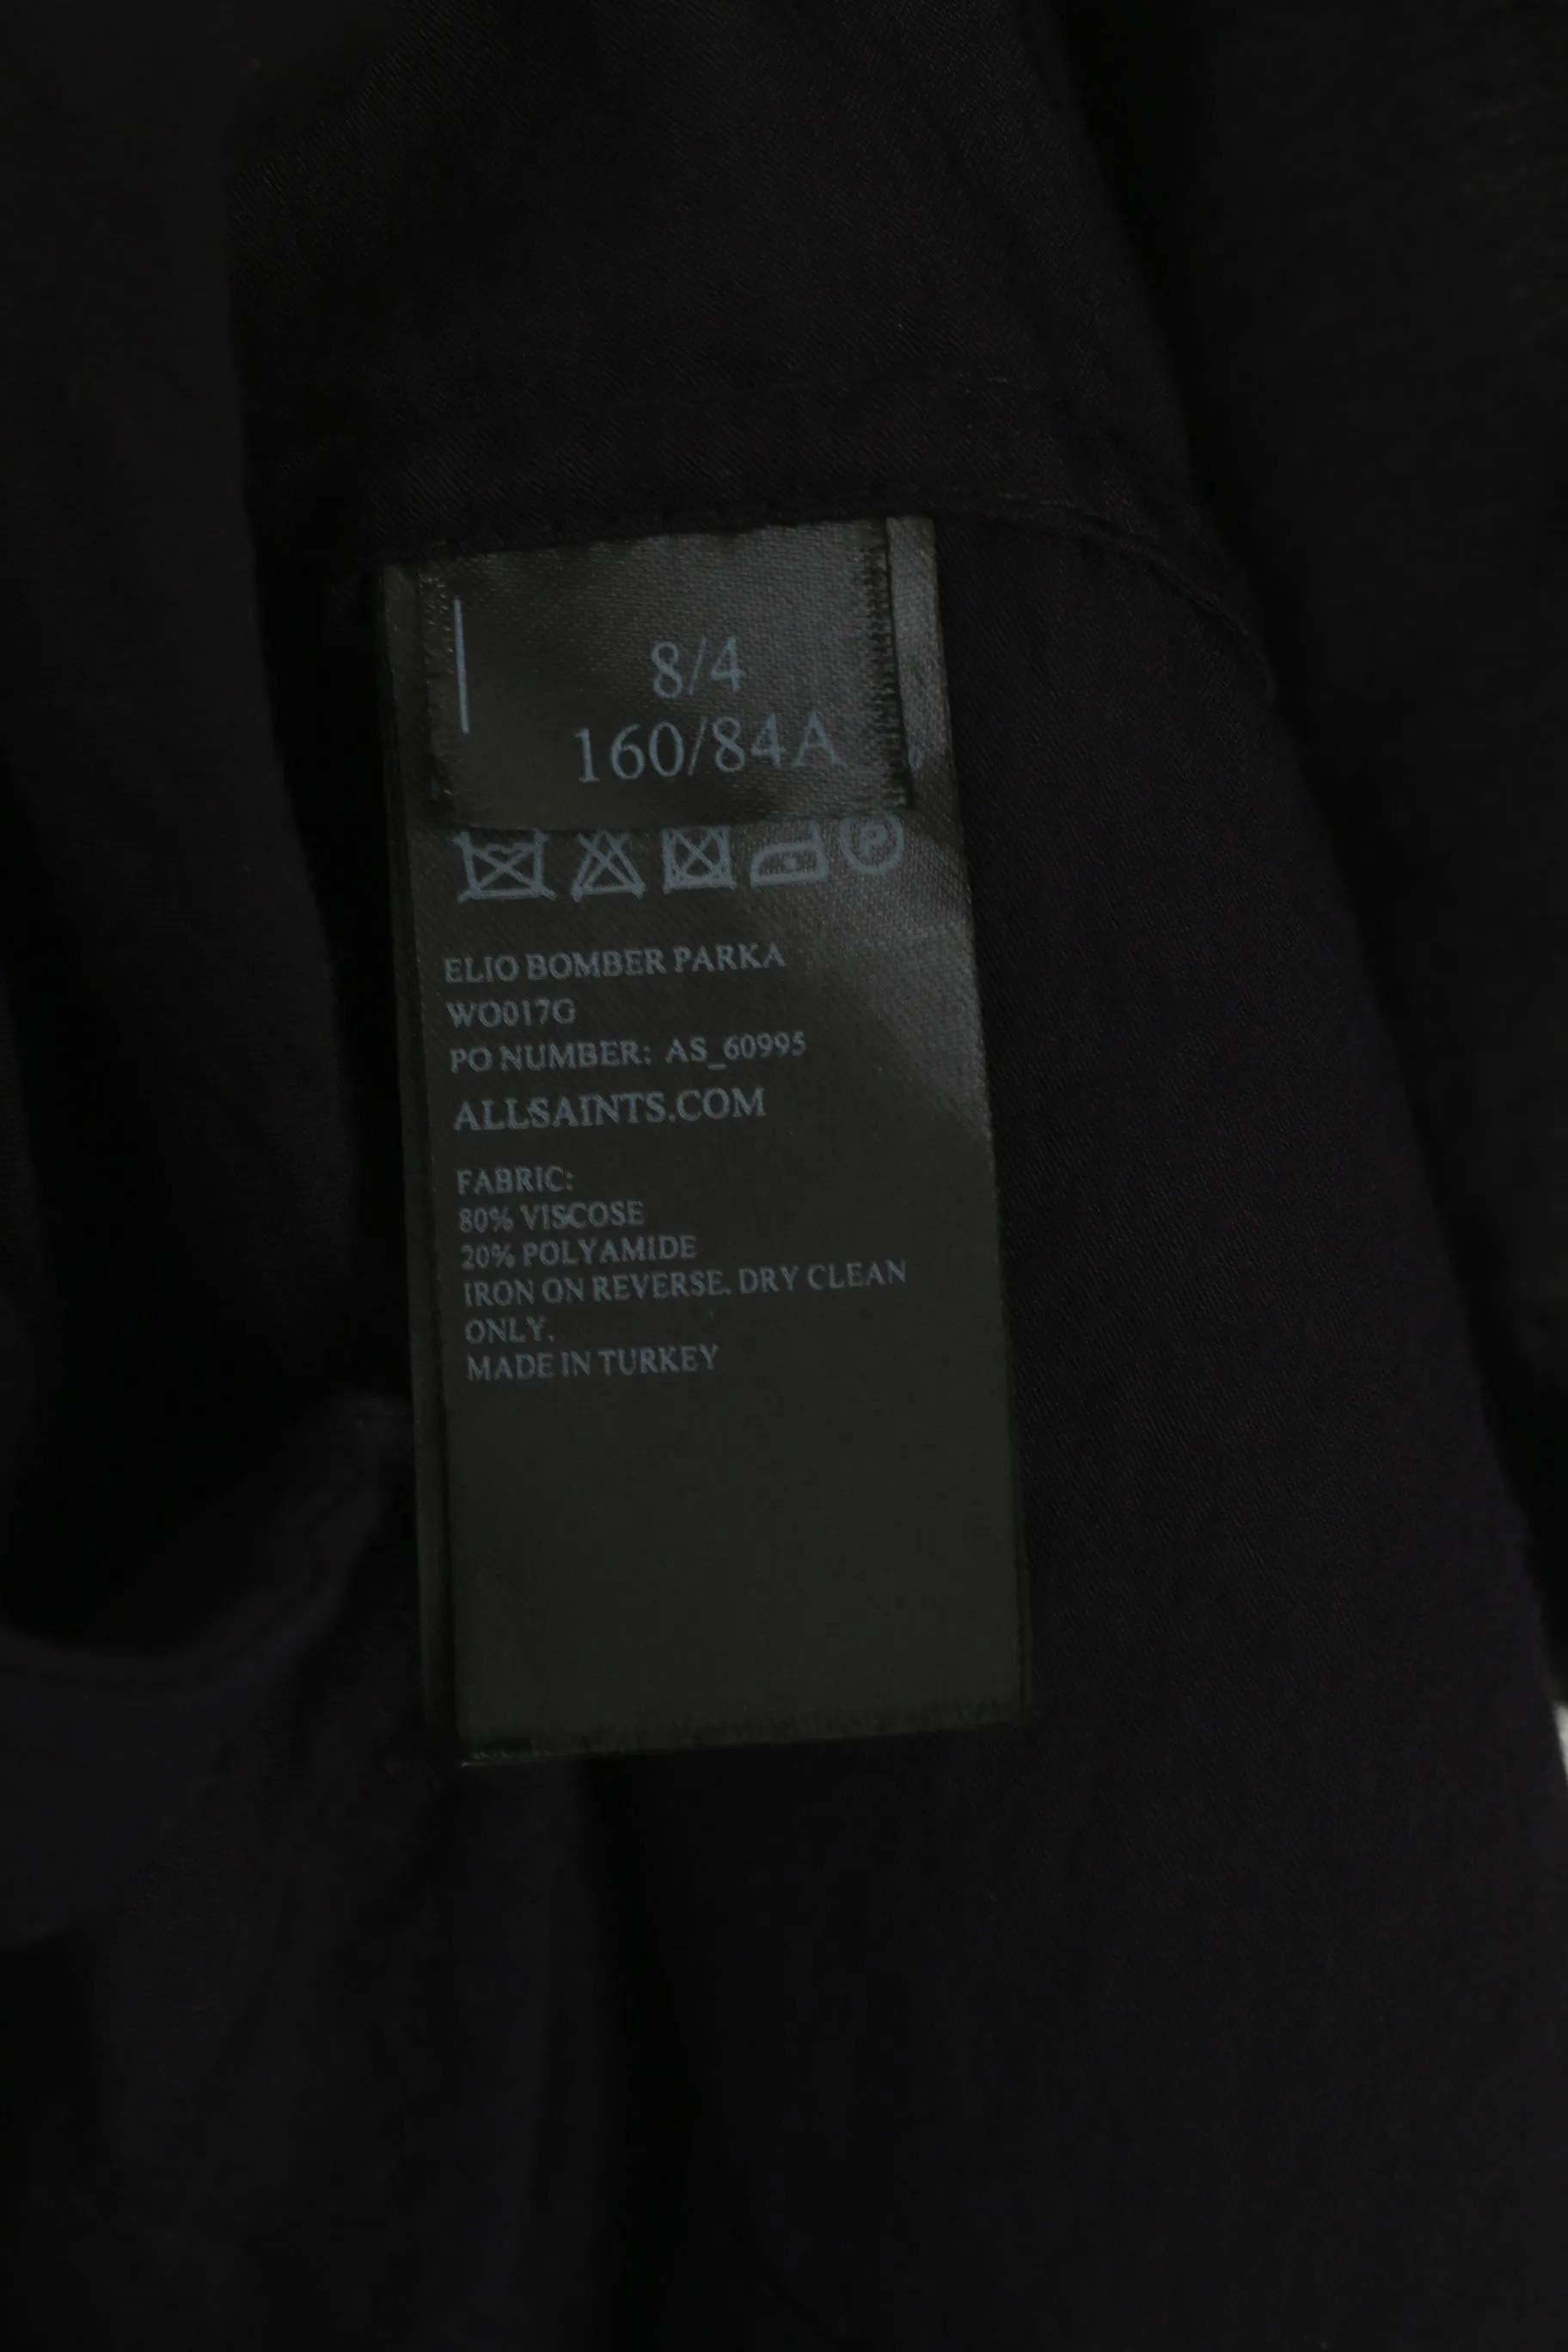 8/4
160/84A
P
ELIO BOMBER PARKA
WO017G
PO NUMBER: AS_60995
ALLSAINTS.COM
FABRIC:
80% VISCOSE
20% POLYAMIDE
IRON ON REVERSE. DRY CLEAN
ONLY.
MADE IN TURKEY